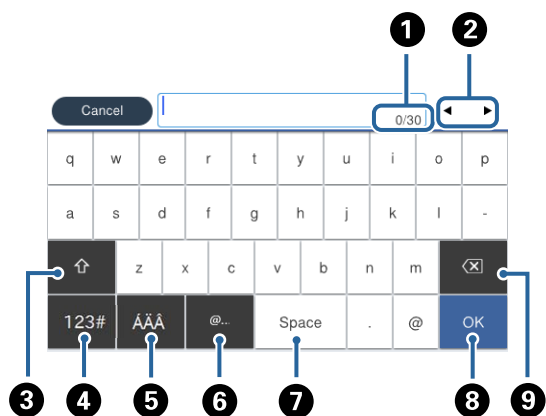 1 2
Cancel 0/30
q w e r t y u i o p
a s d f g h j k l -
z x c v b n m
123# ÁÄÂ @... Space . @ OK
3 4 5 6 7 8 9